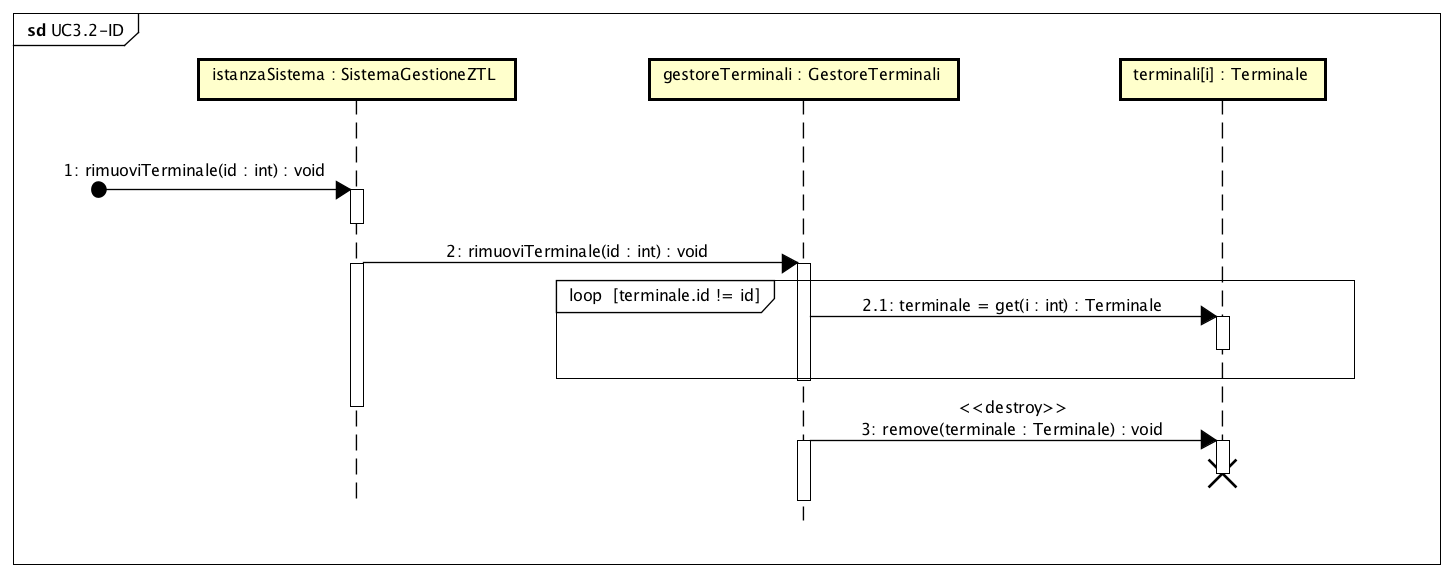 sd UC3.2-ID
istanzaSistema : SistemaGestioneZTL
gestoreTerminali : GestoreTerminali
terminali[i] : Terminale
1: rimuoviTerminale(id : int) : void
2: rimuoviTerminale(id : int) : void
loop [terminale.id != id]
2.1: terminale = get(i : int) : Terminale
<<destroy>>
3: remove(terminale : Terminale) : void